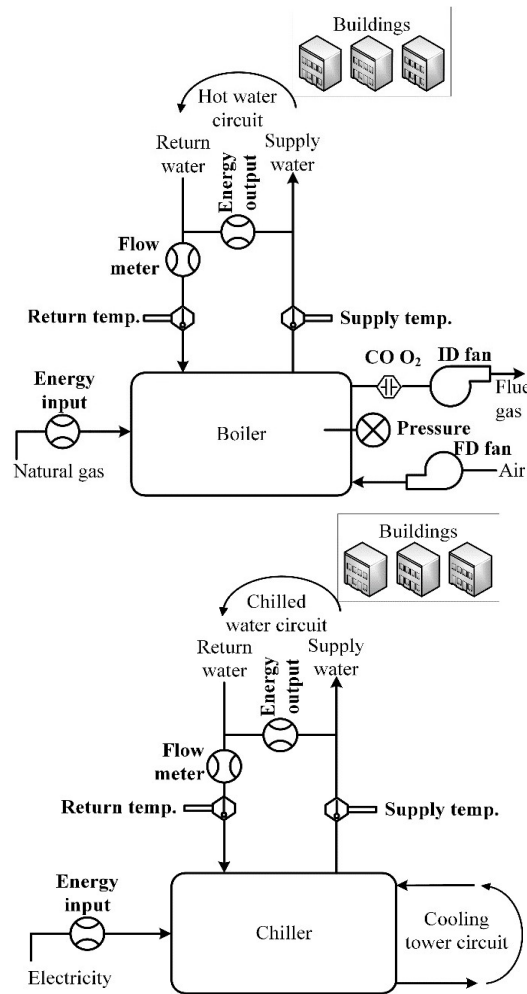 Buildings
Hot water
circuit
Return
water
Supply
water
Energy
output
Flow
meter
Return temp.
Supply temp.
CO O₂
ID fan
Flue
gas
Energy
input
Boiler
Pressure
Natural gas
FD fan
Air
Buildings
Chilled
water circuit
Return
water
Supply
water
Energy
output
Flow
meter
Return temp.
Supply temp.
Energy
input
Chiller
Cooling
tower circuit
Electricity